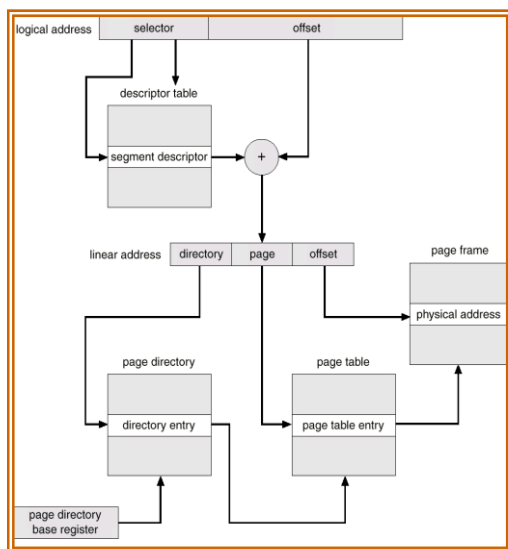 logical address
selector
offset
descriptor table
segment descriptor
+
linear address
directory
page
offset
page frame
physical address
page directory
page table
directory entry
page table entry
page directory
base register